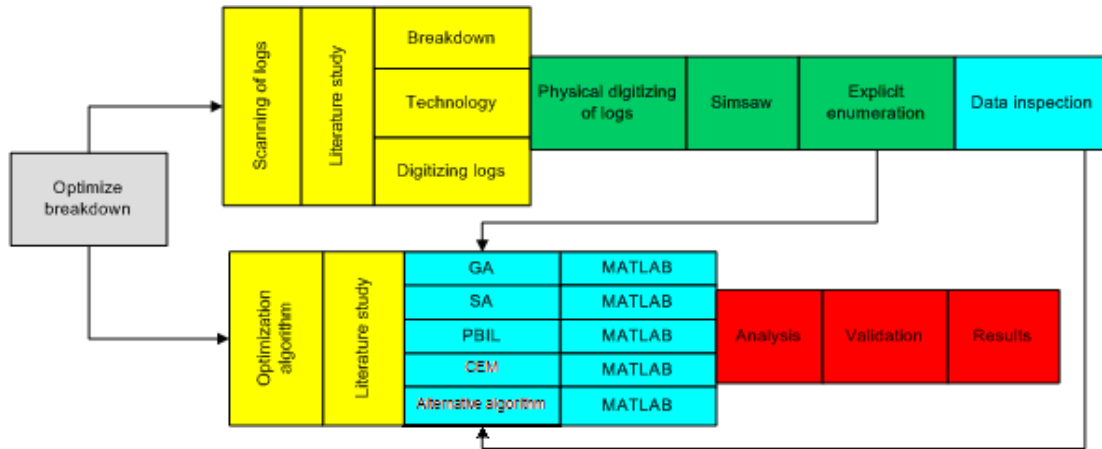 Optimize
breakdown
Scanning of logs
Literature study
Breakdown
Technology
Digitizing logs
Physical digitizing
of logs
Simsaw
Explicit
enumeration
Data inspection
Optimization
algorithm
Literature study
GA
MATLAB
SA
MATLAB
PBIL
MATLAB
CEM
MATLAB
Alternative algorithm
MATLAB
Analysis
Validation
Results